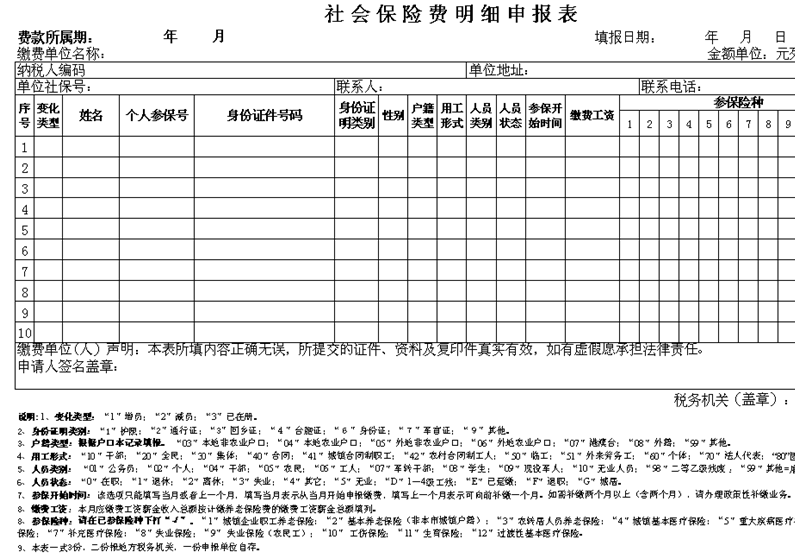 社会保险费明细申报表
费款所属期： 年 月 填报日期： 年 月 日
缴费单位名称： 金额单位：元
纳税人编码 单位地址：
单位社保号： 联系人： 联系电话：
序号 变化类型 姓名 个人参保号 身份证件号码 身份证明类别 性别 户籍类型 用工形式 人员类别 人员状态 参保开始时间 缴费工资 参保险种
1 2 3 4 5 6 7 8 9
1
2
3
4
5
6
7
8
9
10
缴费单位(人）声明：本表所填内容正确无误，所提交的证件、资料及复印件真实有效，如有虚假愿承担法律责任。
申请人签名盖章：
税务机关（盖章）：
说明:1、变化类型：“1”增员；“2”减员；“3”已在册。
2、身份证明类别：“1”护照；“2”通行证；“3”回乡证；“4”台胞证；“6”身份证；“7”军官证；“9”其他。
3、户籍类型：根据户口本记录填报。“03”本地非农业户口；“04”本地农业户口；“05”外地非农业户口；“06”外地农业户口；“07”港澳台；“08”外籍；“59”其他。
4、用工形式：“10”干部；“20”全民；“30”集体；“40”合同；“41”城镇合同制职工；“42”农村合同制工人；“50”临工；“51”外来劳务工；“60”个体；“70”法人代表；
5、人员类别：“01”公务员；“02”个人；“04”干部；“05”农民；“06”工人；“07”军转干部；“08”学生；“09”现役军人；“10”无业人员；“98”二等乙级残废；“99”其他
6、人员状态：“0”在职；“1”退休；“2”离休；“3”失业；“4”其它；“5”无业；“D”1—4级工残；“E”已延缴；“F”退职；“G”城居。
7、参保开始时间：该选项只能填写当月或者上一个月，填写当月表示从当月开始申报缴费，填写上一个月表示可向前补缴一个月。如需补缴两个月以上（含两个月），请办理政策性补缴业务。
8、缴费工资：本月应缴费工资薪金收入总额按计缴养老保险费的缴费工资薪金总额填列。
8、参保险种：请在已参保险种下打“√”。“1”城镇企业职工养老保险；“2”基本养老保险（非本市城镇户籍）；“3”农转居人员养老保险；“4”城镇基本医疗保险；“5”重大疾病医疗
保险；“7”补充医疗保险；“8”失业保险；“9”失业保险（农民工）；“10”工伤保险；“11”生育保险；“12”过渡性基本医疗保险。
9、本表一式3份，二份报地方税务机关，一份申报单位自存。